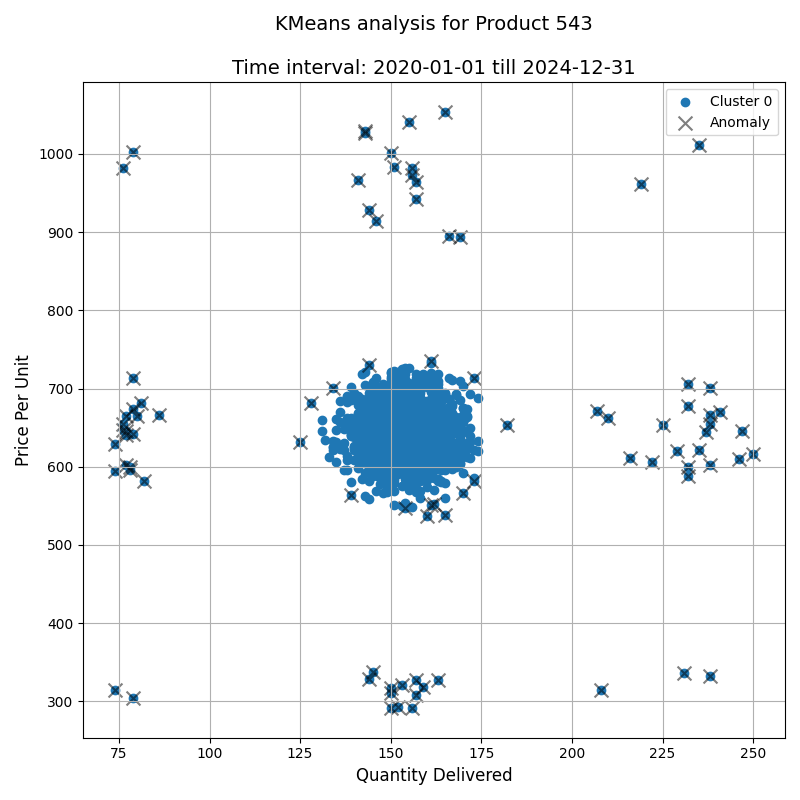 KMeans analysis for Product 543
Time interval: 2020-01-01 till 2024-12-31
Cluster 0
Anomaly
Price Per Unit
1000
900
800
700
600
500
400
300
75 100 125 150 175 200 225 250
Quantity Delivered